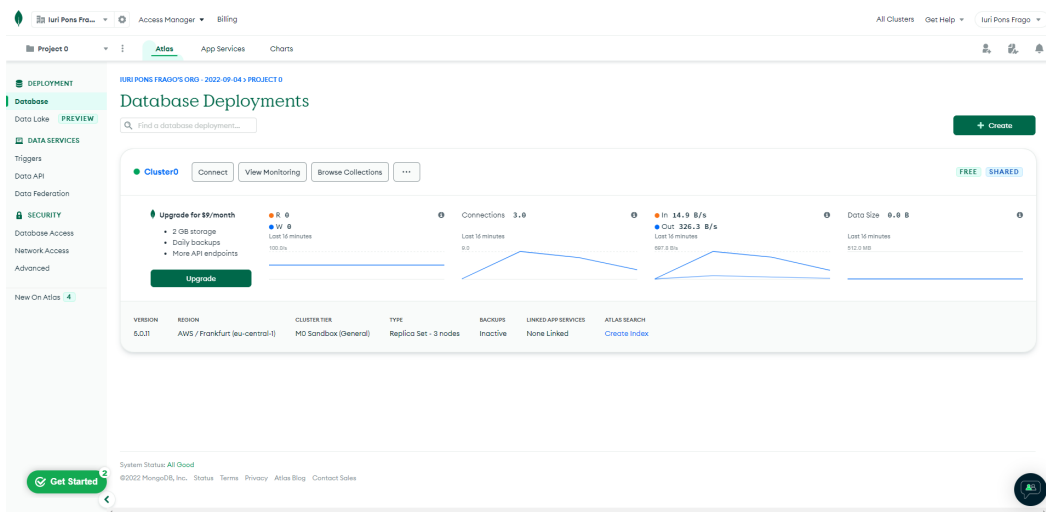 Iuri Pons Fra...
Access Manager
Billing
All Clusters
Get Help
Iuri Pons Frago
Project 0
Atlas
App Services
Charts
DEPLOYMENT
Database
Data Lake PREVIEW
DATA SERVICES
Triggers
Data API
Data Federation
SECURITY
Database Access
Network Access
Advanced
New On Atlas 4
IURI PONS FRAGO'S ORG - 2022-09-04 > PROJECT 0
Database Deployments
Find a database deployment...
+ Create
Cluster0
Connect
View Monitoring
Browse Collections
...
FREE
SHARED
Upgrade for $9/month
• 2 GB storage
• Daily backups
• More API endpoints
Upgrade
R 0
W 0
Last 16 minutes
100.0/s
Connections 3.0
Last 16 minutes
9.0
In 14.9 B/s
Out 326.3 B/s
Last 16 minutes
697.3 B/s
Data Size 0.0 B
Last 16 minutes
512.0 MB
VERSION
5.0.11
REGION
AWS / Frankfurt (eu-central-1)
CLUSTER TIER
M0 Sandbox (General)
TYPE
Replica Set - 3 nodes
BACKUPS
Inactive
LINKED APP SERVICES
None Linked
ATLAS SEARCH
Create Index
System Status: All Good
©2022 MongoDB, Inc. Status Terms Privacy Atlas Blog Contact Sales
Get Started
2